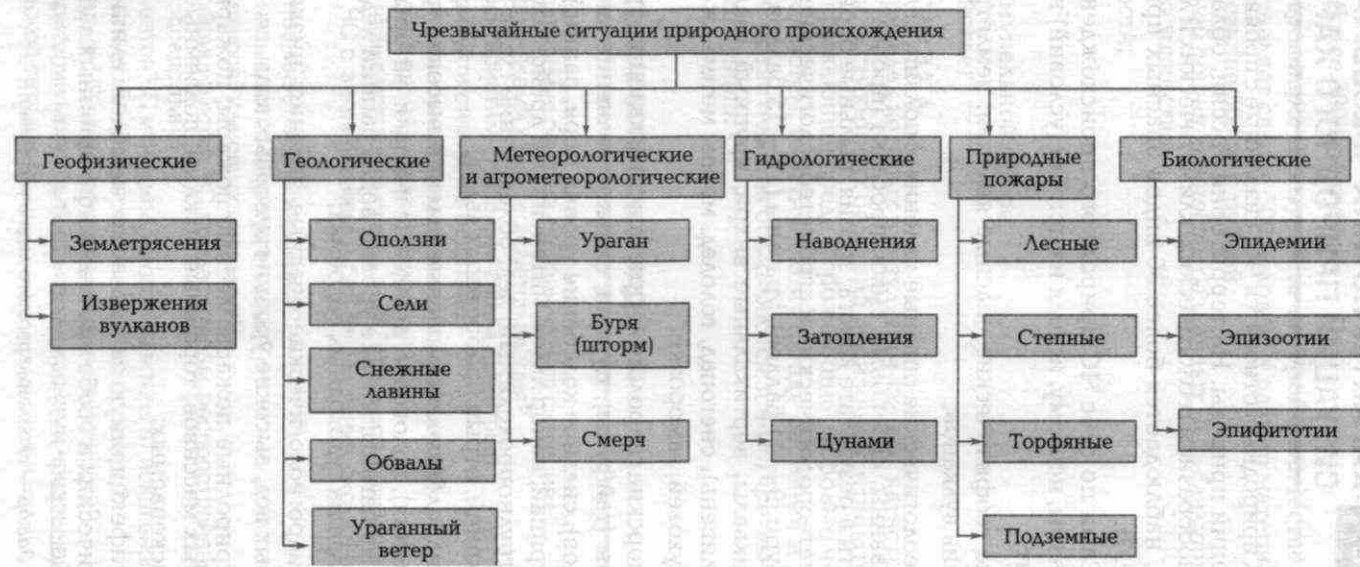 Чрезвычайные ситуации природного происхождения
Геофизические
Землетрясения
Извержения
вулканов
Геологические
Оползни
Сели
Снежные
лавины
Обвалы
Ураганный
ветер
Метеорологические
и агрометеорологические
Ураган
Буря
(шторм)
Смерч
Гидрологические
Наводнения
Затопления
Цунами
Природные
пожары
Лесные
Степные
Торфяные
Подземные
Биологические
Эпидемии
Эпизоотии
Эпифитотии